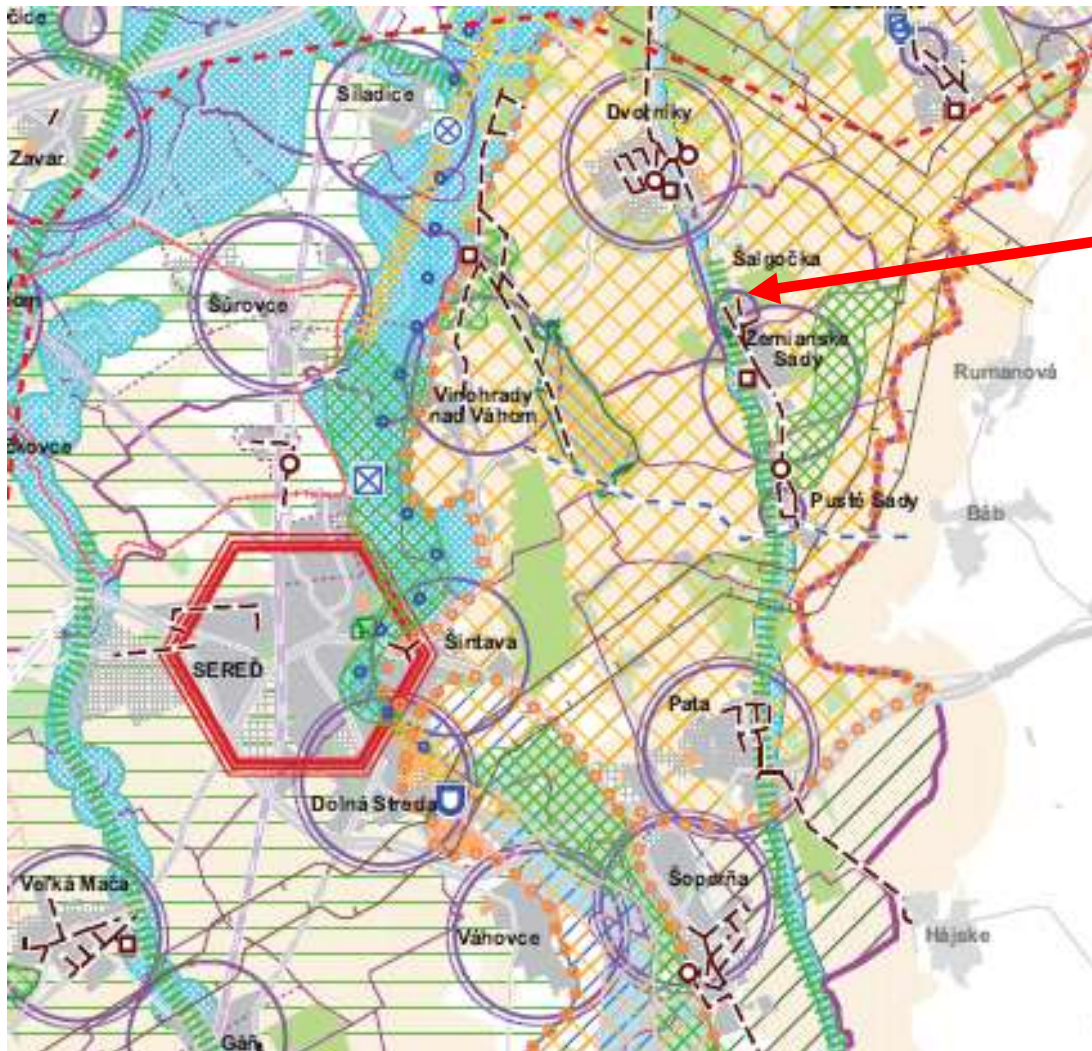 Siladice
Dvorníky
Zavar
Šalgočka
Šúrovce
Zemianske
Sady
Rumanová
Vinohrady
nad Váhom
Pusté Sady
Báb
SEREĎ
Šintava
Pata
Dolná Streda
Veľká Mača
Šoporňa
Váhovce
Hájske